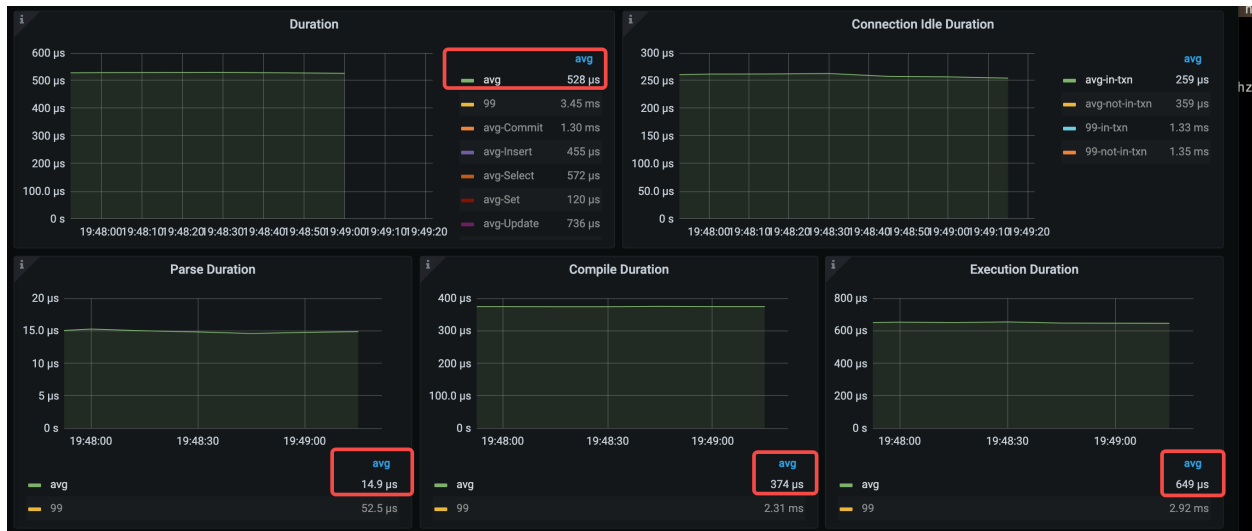 Duration
600 µs
500 µs
400 µs
300 µs
200 µs
100.0 µs
0 s
19:48:00 19:48:10 19:48:20 19:48:30 19:48:40 19:48:50 19:49:00 19:49:10 19:49:20
avg
avg 528 µs
99 3.45 ms
avg-Commit 1.30 ms
avg-Insert 455 µs
avg-Select 572 µs
avg-Set 120 µs
avg-Update 736 µs
Connection Idle Duration
300 µs
250 µs
200 µs
150 µs
100.0 µs
50.0 µs
0 s
19:48:00 19:48:10 19:48:20 19:48:30 19:48:40 19:48:50 19:49:00 19:49:10 19:49:20
avg
avg-in-txn 259 µs
avg-not-in-txn 359 µs
99-in-txn 1.33 ms
99-not-in-txn 1.35 ms
hz
Parse Duration
20 µs
15.0 µs
10 µs
5 µs
0 s
19:48:00 19:48:30 19:49:00
avg
avg 14.9 µs
99 52.5 µs
Compile Duration
400 µs
300 µs
200 µs
100.0 µs
0 s
19:48:00 19:48:30 19:49:00
avg
avg 374 µs
99 2.31 ms
Execution Duration
800 µs
600 µs
400 µs
200 µs
0 s
19:48:00 19:48:30 19:49:00
avg
avg 649 µs
99 2.92 ms